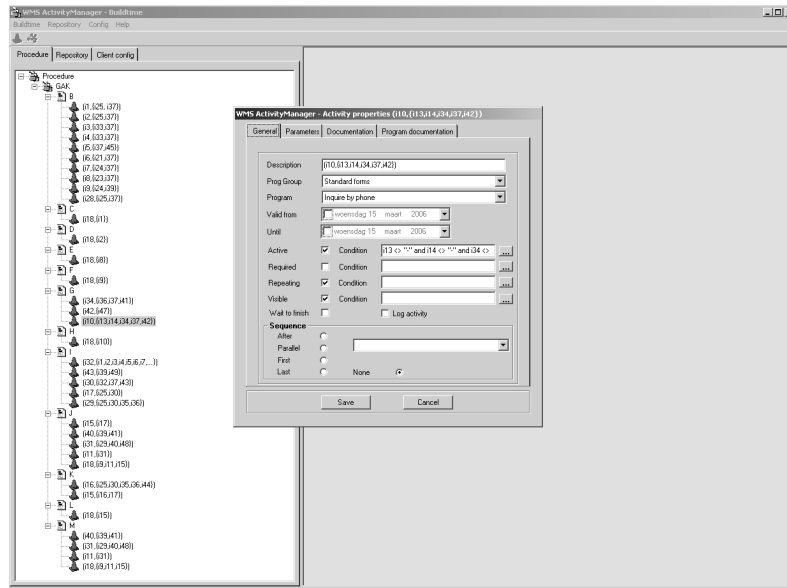 WMS ActivityManager - Buildtime
Buildtime Repository Config Help
Procedure Repository Client config
Procedure
GAK
B
(i1,{i25, i37})
(i2,{i25,i37})
(i3,{i33,i37})
(i4,{i33,i37})
(i5,{i37,i45})
(i6,{i21,i37})
(i7,{i24,i37})
(i8,{i23,i37})
(i9,{i24,i39})
(i28,{i25,i37})
C
(i18,{i1})
D
(i18,{i2})
E
(i18,{i8})
F
(i18,{i9})
G
(i34,{i36,i37,i41})
(i42,{i47})
(i10,{i13,i14,i34,i37,i42})
H
(i18,{i10})
I
(i32,{i1,i2,i3,i4,i5,i6,i7,...})
(i43,{i39,i49})
(i30,{i32,i37,i43})
(i17,{i25,i30})
(i29,{i25,i30,i35,i36})
J
(i15,{i17})
(i40,{i39,i41})
(i31,{i29,i40,i48})
(i11,{i31})
(i18,{i9,i11,i15})
K
(i16,{i25,i30,i35,i36,i44})
(i15,{i16,i17})
L
(i18,{i15})
M
(i40,{i39,i41})
(i31,{i29,i40,i48})
(i11,{i31})
(i18,{i9,i11,i15})
WMS ActivityManager - Activity properties (i10,{i13,i14,i34,i37,i42})
General Parameters Documentation Program documentation
Description (i10,{i13,i14,i34,i37,i42})
Prog Group Standard forms
Program Inquire by phone
Valid from woensdag 15 maart 2006
Until woensdag 15 maart 2006
Active Condition i13 <> "-" and i14 <> "-" and i34 <> ...
Required Condition ...
Repeating Condition ...
Visible Condition ...
Wait to finish Log activity
Sequence
After
Parallel
First
Last None
Save Cancel